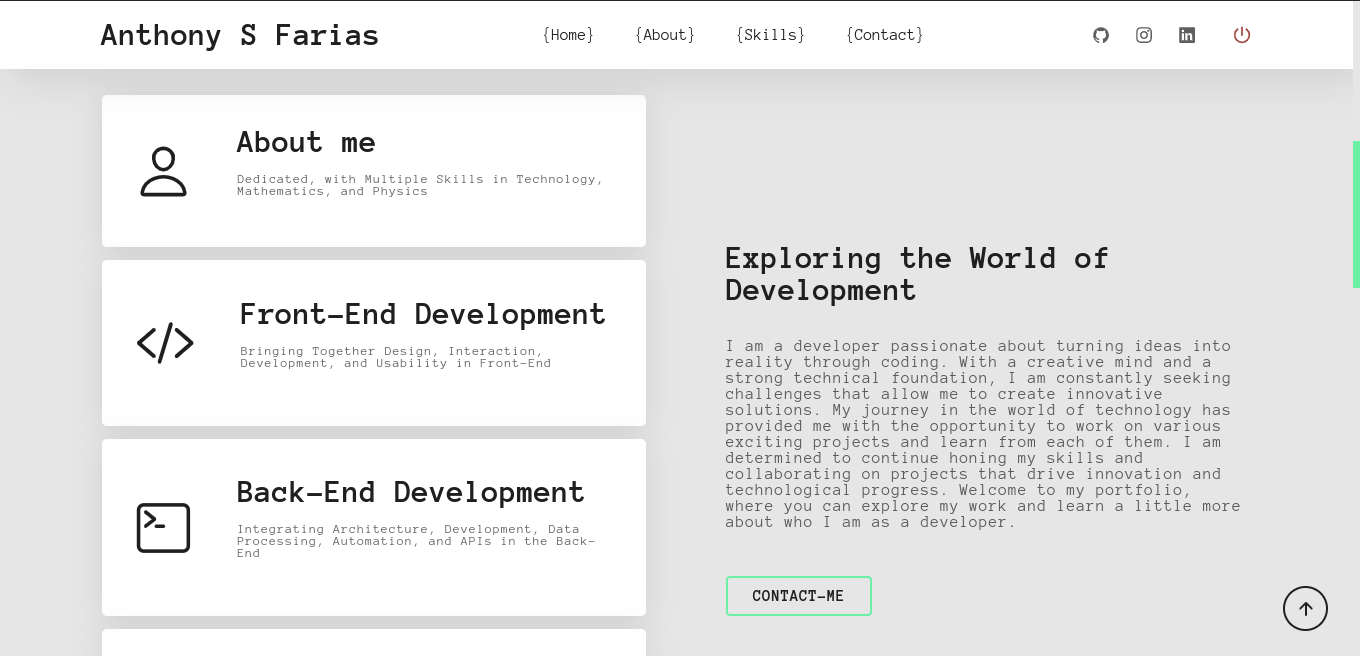 Anthony S Farias
{Home} {About} {Skills} {Contact}
About me
Dedicated, with Multiple Skills in Technology,
Mathematics, and Physics
Front-End Development
Bringing Together Design, Interaction,
Development, and Usability in Front-End
Back-End Development
Integrating Architecture, Development, Data
Processing, Automation, and APIs in the Back-
End
Exploring the World of
Development
I am a developer passionate about turning ideas into
reality through coding. With a creative mind and a
strong technical foundation, I am constantly seeking
challenges that allow me to create innovative
solutions. My journey in the world of technology has
provided me with the opportunity to work on various
exciting projects and learn from each of them. I am
determined to continue honing my skills and
collaborating on projects that drive innovation and
technological progress. Welcome to my portfolio,
where you can explore my work and learn a little more
about who I am as a developer.
CONTACT-ME